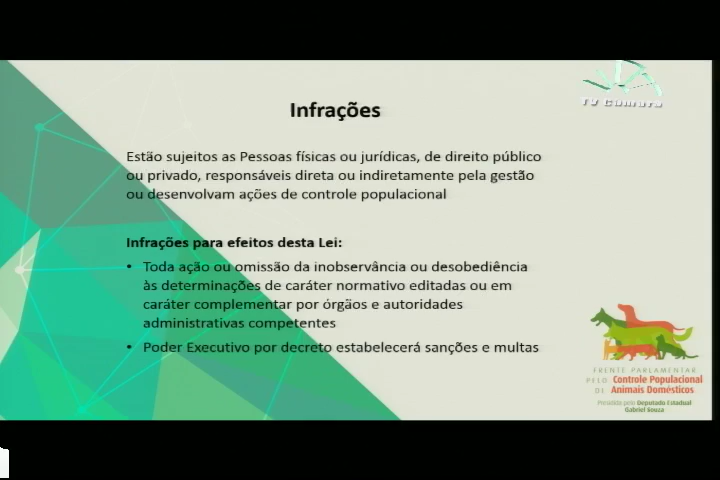 TV Câmara
Infrações
Estão sujeitos as Pessoas físicas ou jurídicas, de direito público
ou privado, responsáveis direta ou indiretamente pela gestão
ou desenvolvam ações de controle populacional
Infrações para efeitos desta Lei:
• Toda ação ou omissão da inobservância ou desobediência
às determinações de caráter normativo editadas ou em
caráter complementar por órgãos e autoridades
administrativas competentes
• Poder Executivo por decreto estabelecerá sanções e multas
FRENTE PARLAMENTAR
PELO Controle Populacional
DE Animais Domésticos
Presidida pelo Deputado Estadual
Gabriel Souza